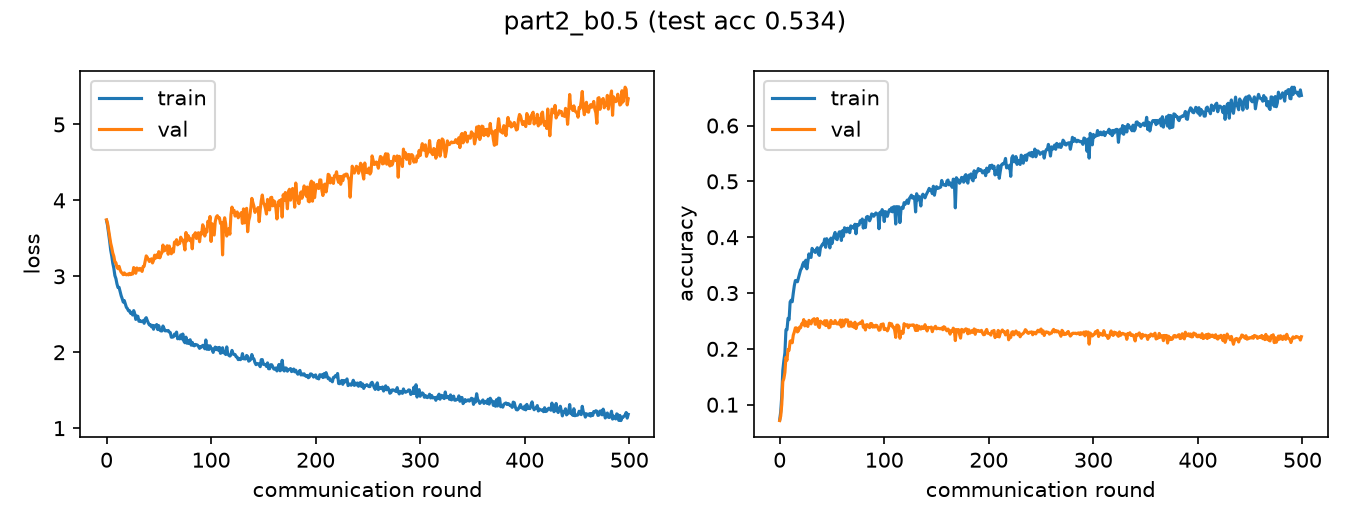 part2_b0.5 (test acc 0.534)
train
val
loss
5
4
3
2
1
0 100 200 300 400 500
communication round
train
val
accuracy
0.6
0.5
0.4
0.3
0.2
0.1
0 100 200 300 400 500
communication round